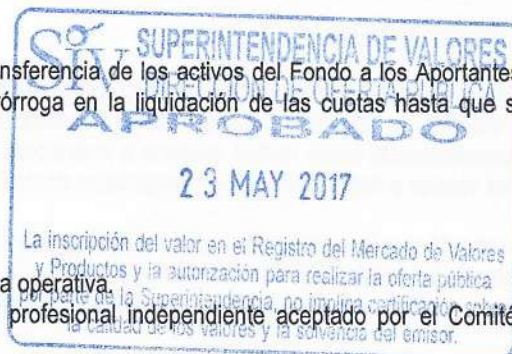 SIV SUPERINTENDENCIA DE VALORES
nsferencia de los activos del Fondo a los Aportantes
DIRECCIÓN DE OFERTA PÚBLICA
órroga en la liquidación de las cuotas hasta que s
APROBADO
23 MAY 2017
La inscripción del valor en el Registro del Mercado de Valores
y Productos y la autorización para realizar la oferta pública
a operativa.
por parte de la Superintendencia, no implica certificación sobre
profesional independiente aceptado por el Comité
la calidad de los valores y la solvencia del emisor.